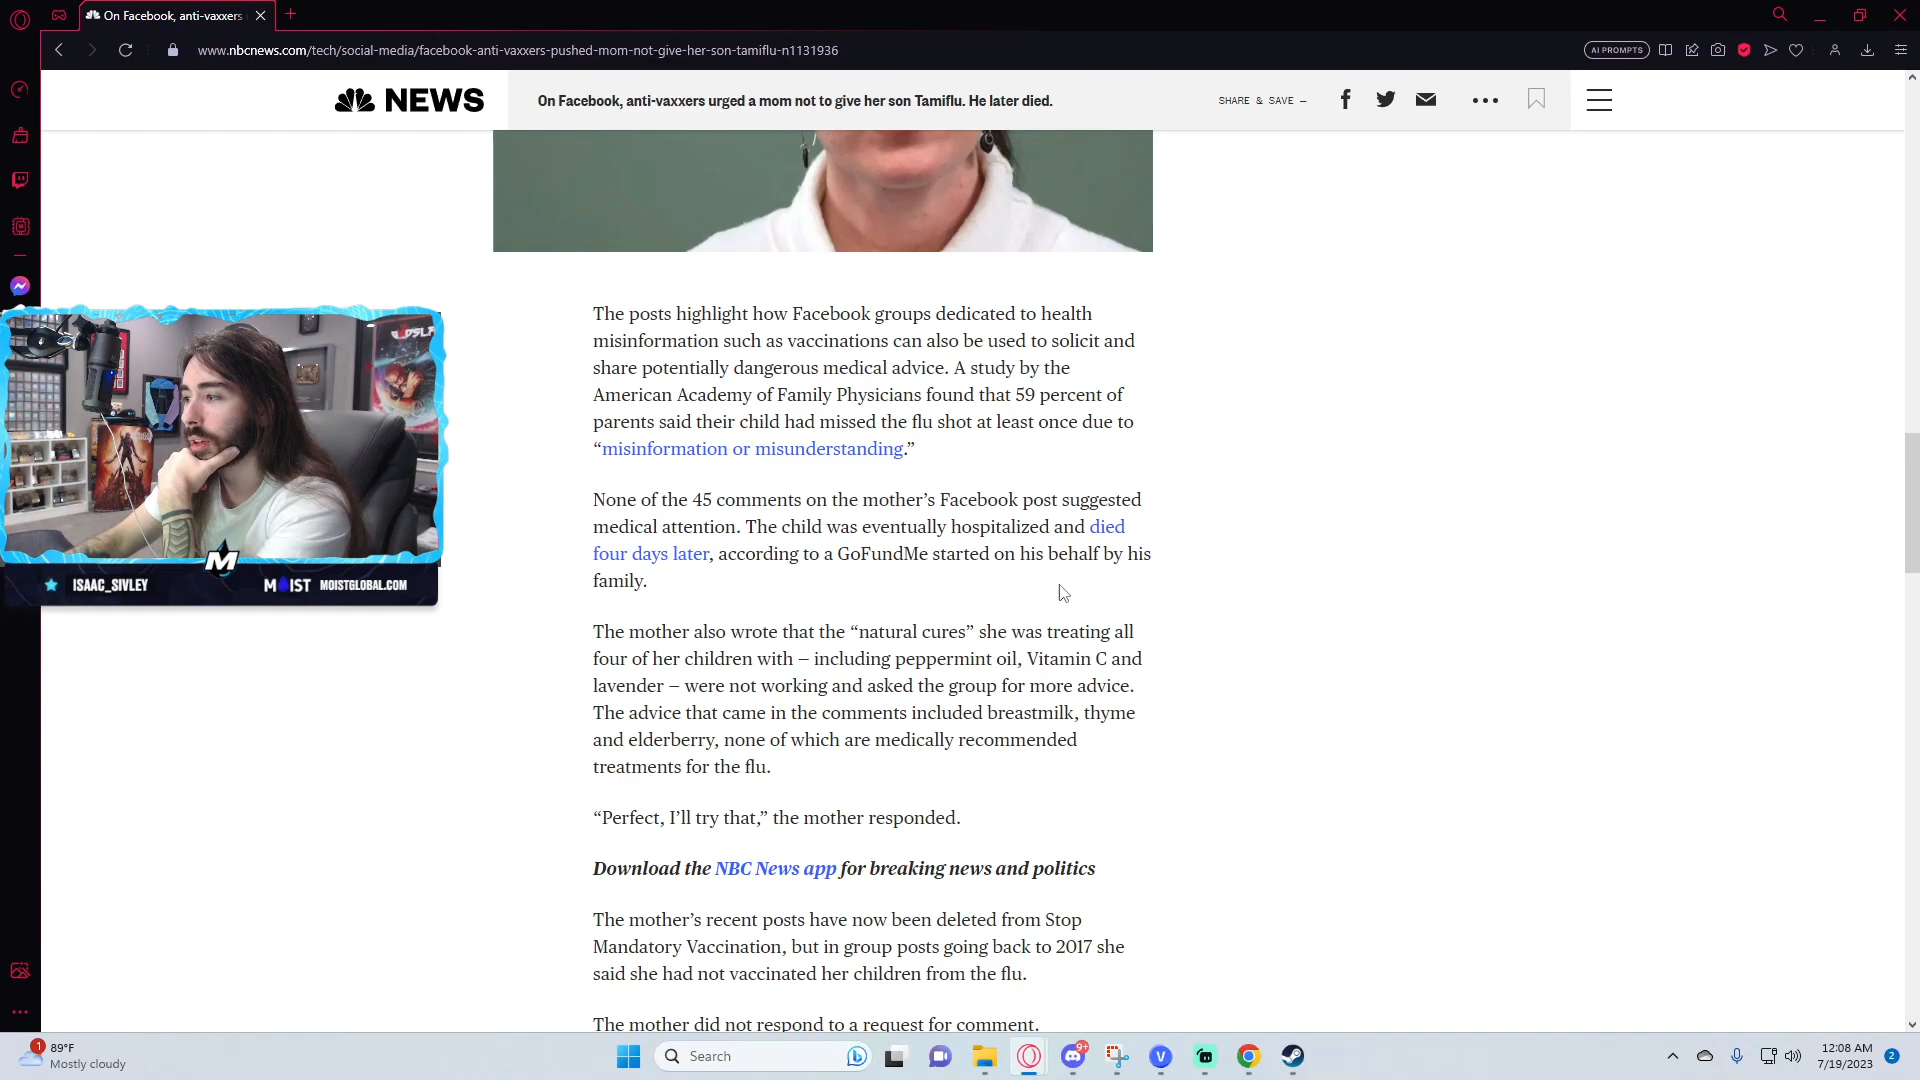 On Facebook, anti-vaxxers
www.nbcnews.com/tech/social-media/facebook-anti-vaxxers-pushed-mom-not-give-her-son-tamiflu-n1131936
AI PROMPTS
NEWS
On Facebook, anti-vaxxers urged a mom not to give her son Tamiflu. He later died.
SHARE & SAVE —
The posts highlight how Facebook groups dedicated to health
misinformation such as vaccinations can also be used to solicit and
share potentially dangerous medical advice. A study by the
American Academy of Family Physicians found that 59 percent of
parents said their child had missed the flu shot at least once due to
“misinformation or misunderstanding.”
None of the 45 comments on the mother’s Facebook post suggested
medical attention. The child was eventually hospitalized and died
four days later, according to a GoFundMe started on his behalf by his
family.
The mother also wrote that the “natural cures” she was treating all
four of her children with — including peppermint oil, Vitamin C and
lavender — were not working and asked the group for more advice.
The advice that came in the comments included breastmilk, thyme
and elderberry, none of which are medically recommended
treatments for the flu.
“Perfect, I’ll try that,” the mother responded.
Download the NBC News app for breaking news and politics
The mother’s recent posts have now been deleted from Stop
Mandatory Vaccination, but in group posts going back to 2017 she
said she had not vaccinated her children from the flu.
The mother did not respond to a request for comment.
M
ISAAC_SIVLEY
MOIST
MOISTGLOBAL.COM
1
89°F
Mostly cloudy
Search
9+
V
12:08 AM
7/19/2023
2